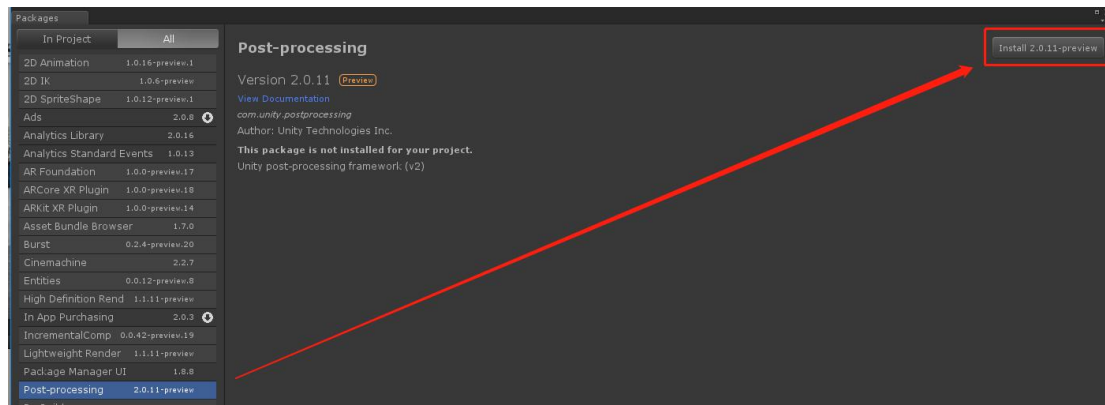 Packages
In Project All
2D Animation 1.0.16-preview.1
2D IK 1.0.6-preview
2D SpriteShape 1.0.12-preview.1
Ads 2.0.8
Analytics Library 2.0.16
Analytics Standard Events 1.0.13
AR Foundation 1.0.0-preview.17
ARCore XR Plugin 1.0.0-preview.18
ARKit XR Plugin 1.0.0-preview.14
Asset Bundle Browser 1.7.0
Burst 0.2.4-preview.20
Cinemachine 2.2.7
Entities 0.0.12-preview.8
High Definition Rend 1.1.11-preview
In App Purchasing 2.0.3
IncrementalComp 0.0.42-preview.19
Lightweight Render 1.1.11-preview
Package Manager UI 1.8.8
Post-processing 2.0.11-preview
Post-processing
Install 2.0.11-preview
Version 2.0.11 Preview
View Documentation
com.unity.postprocessing
Author: Unity Technologies Inc.
This package is not installed for your project.
Unity post-processing framework (v2)